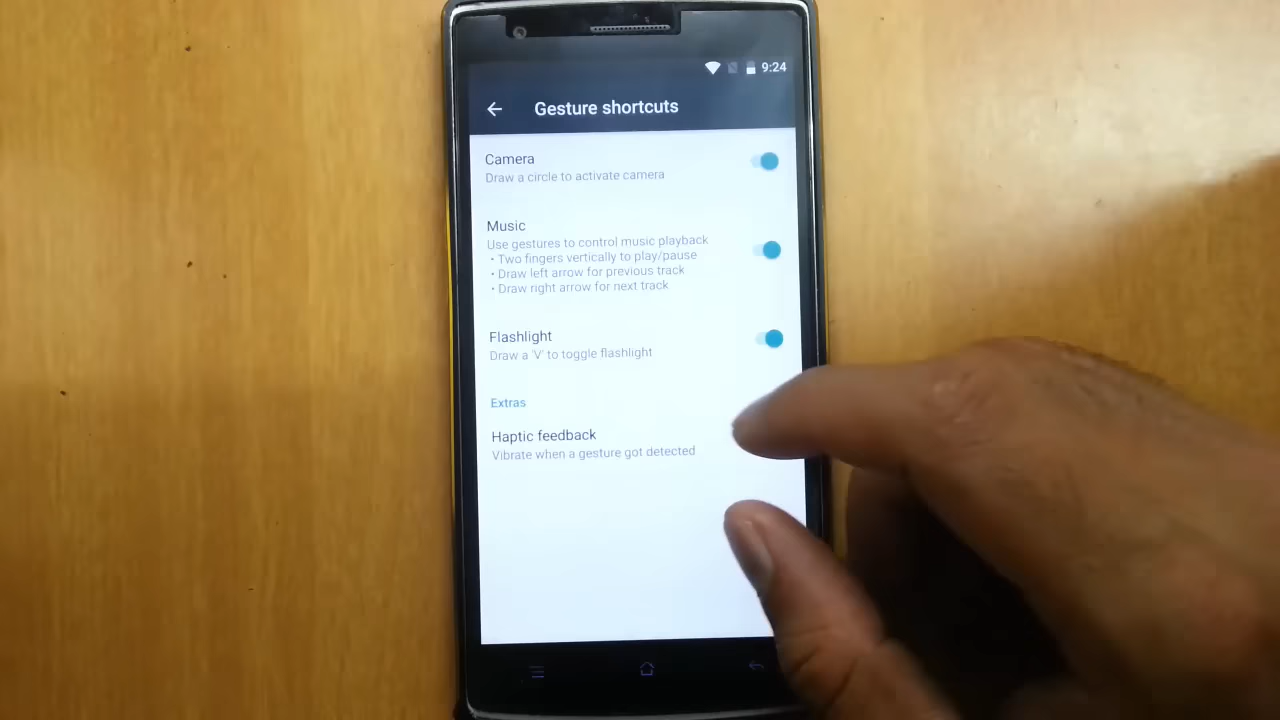 9:24
Gesture shortcuts
Camera
Draw a circle to activate camera
Music
Use gestures to control music playback
• Two fingers vertically to play/pause
• Draw left arrow for previous track
• Draw right arrow for next track
Flashlight
Draw a 'V' to toggle flashlight
Extras
Haptic feedback
Vibrate when a gesture got detected